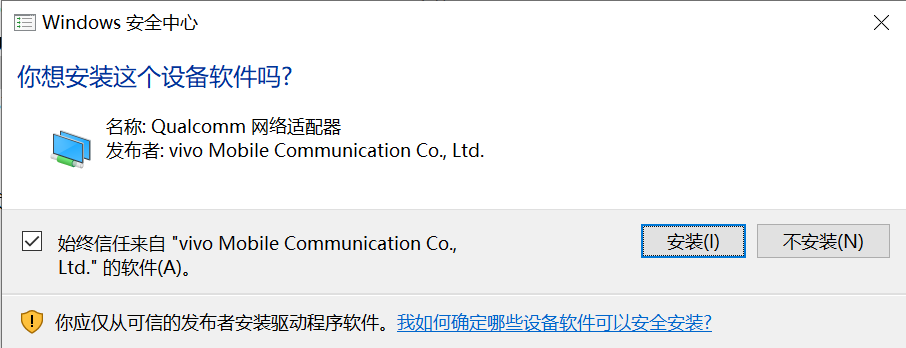 Windows 安全中心
你想安装这个设备软件吗?
名称: Qualcomm 网络适配器
发布者: vivo Mobile Communication Co., Ltd.
始终信任来自 "vivo Mobile Communication Co.,
Ltd." 的软件(A)。
安装(I)
不安装(N)
你应仅从可信的发布者安装驱动程序软件。我如何确定哪些设备软件可以安全安装?